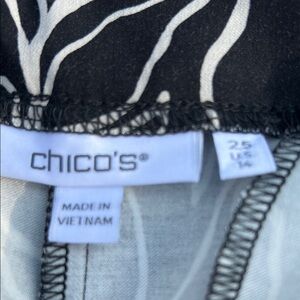 chico's®
MADE IN
VIETNAM
2.5
U.S.
14